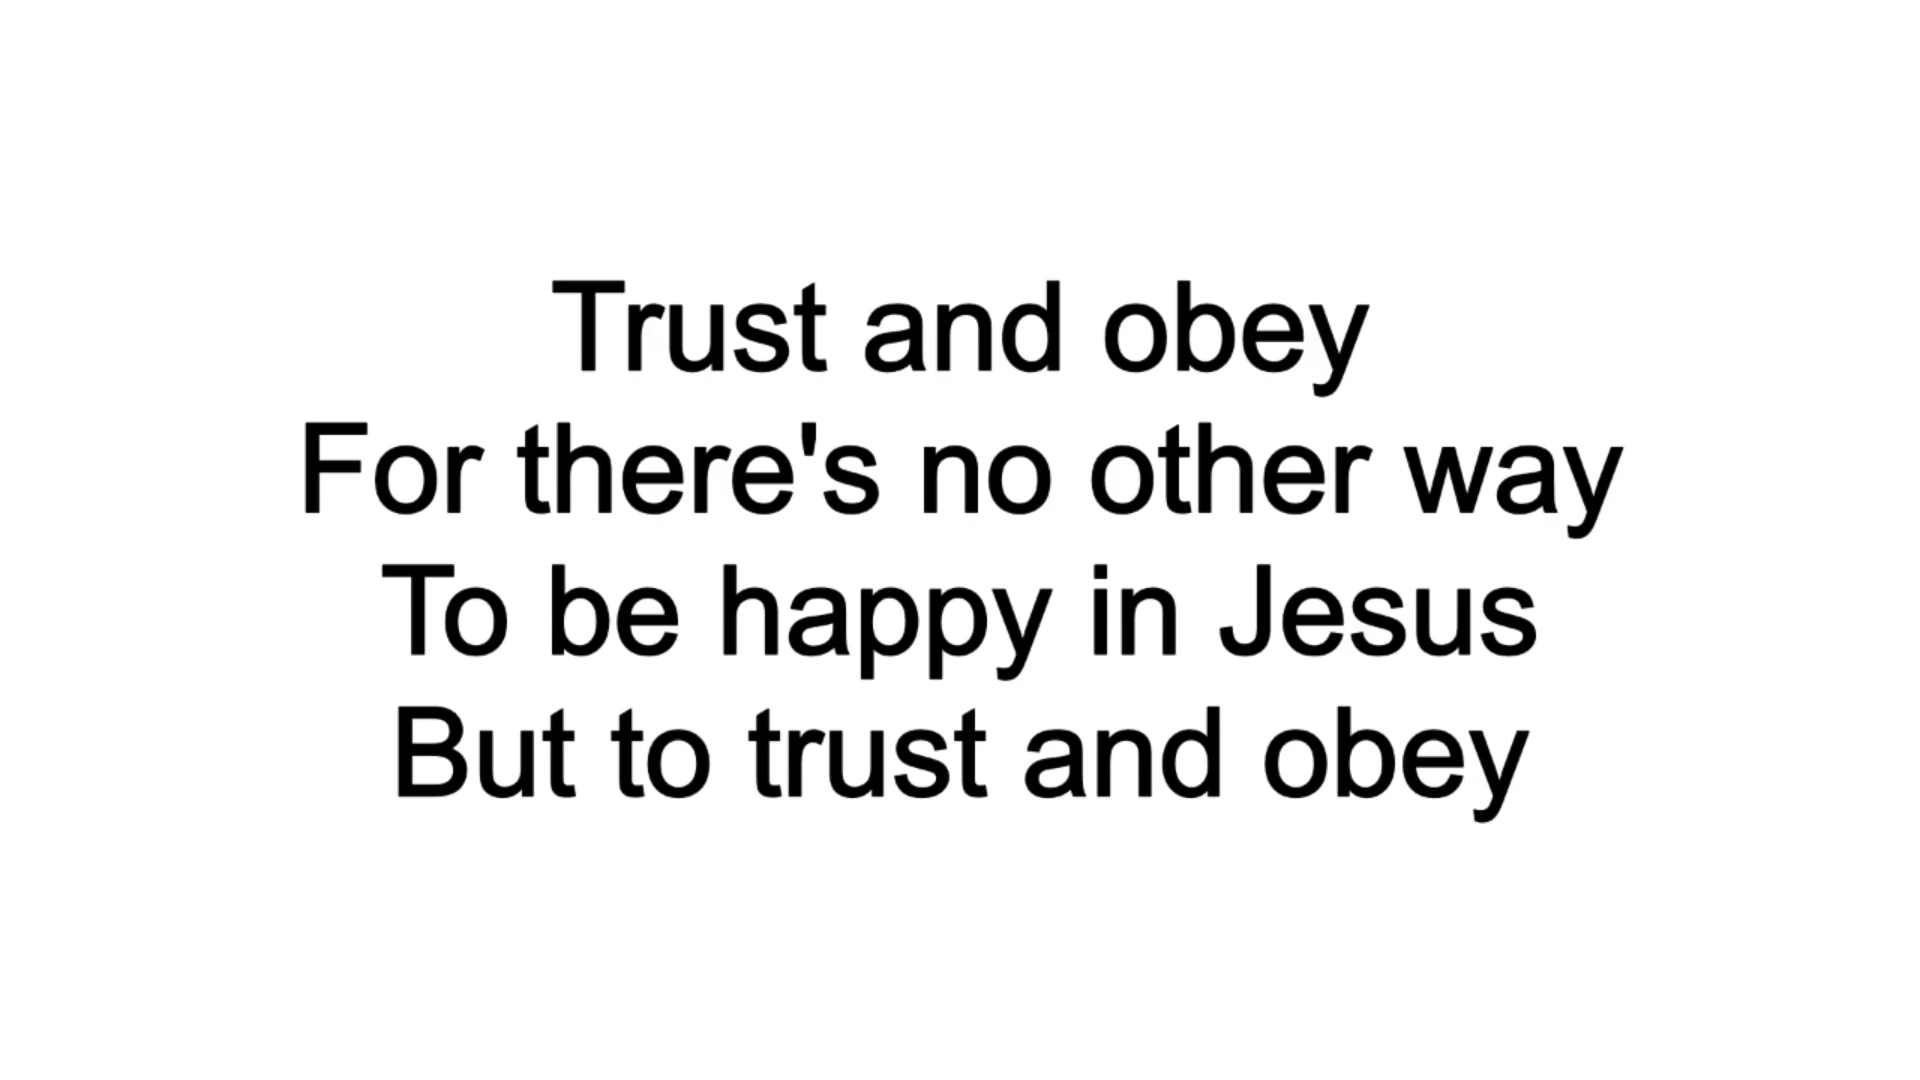 Trust and obey
For there's no other way
To be happy in Jesus
But to trust and obey